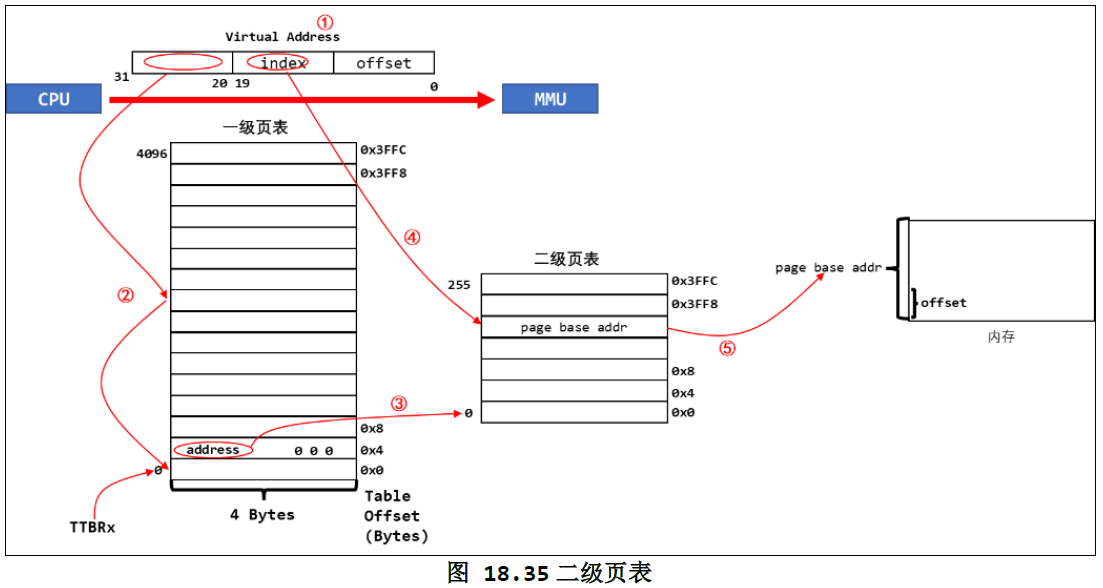 ①
Virtual Address
index offset
31 20 19 0
CPU MMU
一级页表
4096 0x3FFC
0x3FF8
④
二级页表
255 0x3FFC
0x3FF8
page base addr
page base addr
offset
内存
②
⑤
0x8
0x4
0 0x0
③
0x8
address 0 0 0 0x4
0 0x0
4 Bytes
Table
Offset
(Bytes)
TTBRx
图 18.35 二级页表